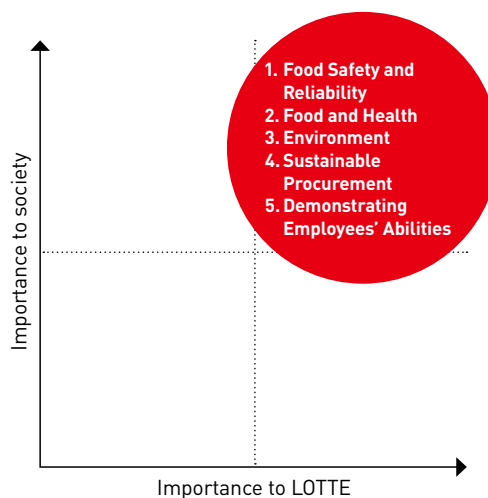 1. Food Safety and
Reliability
2. Food and Health
3. Environment
4. Sustainable
Procurement
5. Demonstrating
Employees’ Abilities
Importance to society
Importance to LOTTE